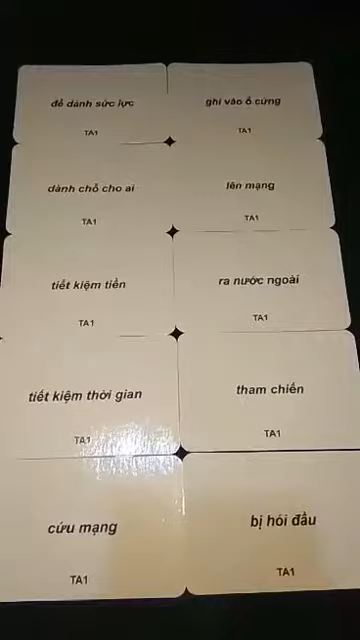 để dành sức lực
TA1
ghi vào ổ cứng
TA1
dành chỗ cho ai
TA1
lên mạng
TA1
tiết kiệm tiền
TA1
ra nước ngoài
TA1
tiết kiệm thời gian
TA1
tham chiến
TA1
cứu mạng
TA1
bị hói đầu
TA1